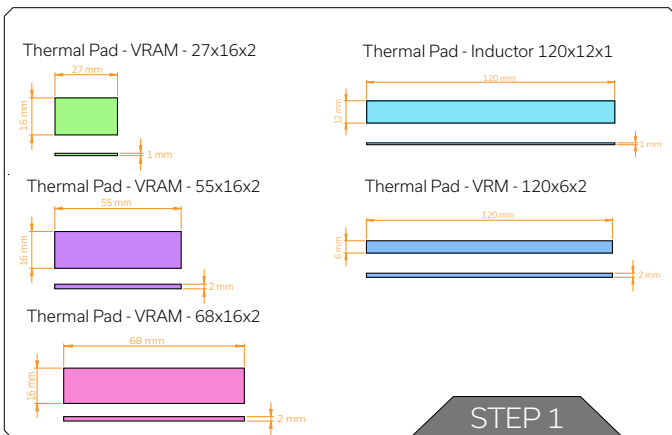 Thermal Pad - VRAM - 27x16x2
27 mm
16 mm
1 mm
Thermal Pad - VRAM - 55x16x2
55 mm
16 mm
2 mm
Thermal Pad - VRAM - 68x16x2
68 mm
16 mm
2 mm
Thermal Pad - Inductor 120x12x1
120 mm
12 mm
1 mm
Thermal Pad - VRM - 120x6x2
120 mm
6 mm
2 mm
STEP 1